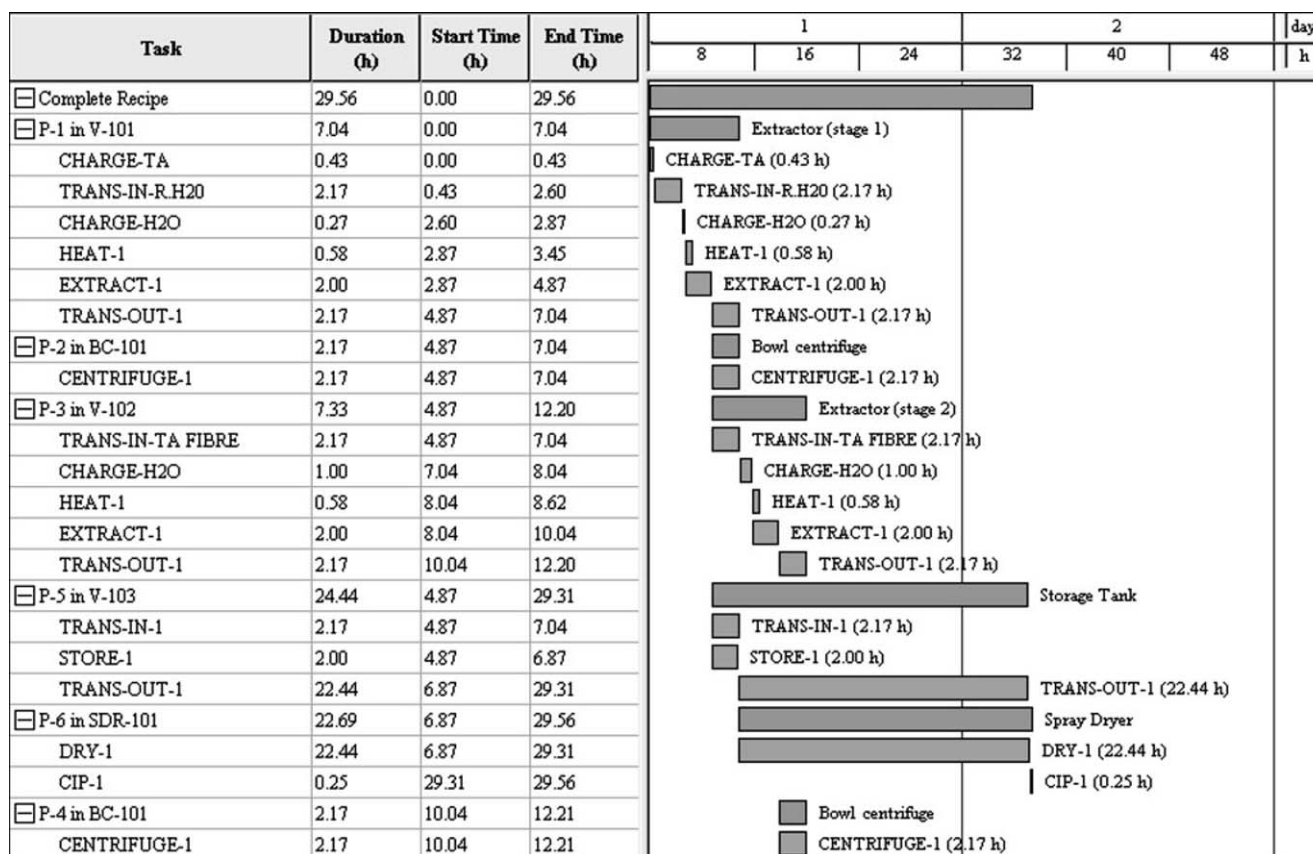 Task Duration (h) Start Time (h) End Time (h) 1 2 day
8 16 24 32 40 48 h
Complete Recipe 29.56 0.00 29.56
P-1 in V-101 7.04 0.00 7.04 Extractor (stage 1)
CHARGE-TA 0.43 0.00 0.43 CHARGE-TA (0.43 h)
TRANS-IN-R.H20 2.17 0.43 2.60 TRANS-IN-R.H20 (2.17 h)
CHARGE-H2O 0.27 2.60 2.87 CHARGE-H2O (0.27 h)
HEAT-1 0.58 2.87 3.45 HEAT-1 (0.58 h)
EXTRACT-1 2.00 2.87 4.87 EXTRACT-1 (2.00 h)
TRANS-OUT-1 2.17 4.87 7.04 TRANS-OUT-1 (2.17 h)
P-2 in BC-101 2.17 4.87 7.04 Bowl centrifuge
CENTRIFUGE-1 2.17 4.87 7.04 CENTRIFUGE-1 (2.17 h)
P-3 in V-102 7.33 4.87 12.20 Extractor (stage 2)
TRANS-IN-TA FIBRE 2.17 4.87 7.04 TRANS-IN-TA FIBRE (2.17 h)
CHARGE-H2O 1.00 7.04 8.04 CHARGE-H2O (1.00 h)
HEAT-1 0.58 8.04 8.62 HEAT-1 (0.58 h)
EXTRACT-1 2.00 8.04 10.04 EXTRACT-1 (2.00 h)
TRANS-OUT-1 2.17 10.04 12.20 TRANS-OUT-1 (2.17 h)
P-5 in V-103 24.44 4.87 29.31 Storage Tank
TRANS-IN-1 2.17 4.87 7.04 TRANS-IN-1 (2.17 h)
STORE-1 2.00 4.87 6.87 STORE-1 (2.00 h)
TRANS-OUT-1 22.44 6.87 29.31 TRANS-OUT-1 (22.44 h)
P-6 in SDR-101 22.69 6.87 29.56 Spray Dryer
DRY-1 22.44 6.87 29.31 DRY-1 (22.44 h)
CIP-1 0.25 29.31 29.56 CIP-1 (0.25 h)
P-4 in BC-101 2.17 10.04 12.21 Bowl centrifuge
CENTRIFUGE-1 2.17 10.04 12.21 CENTRIFUGE-1 (2.17 h)